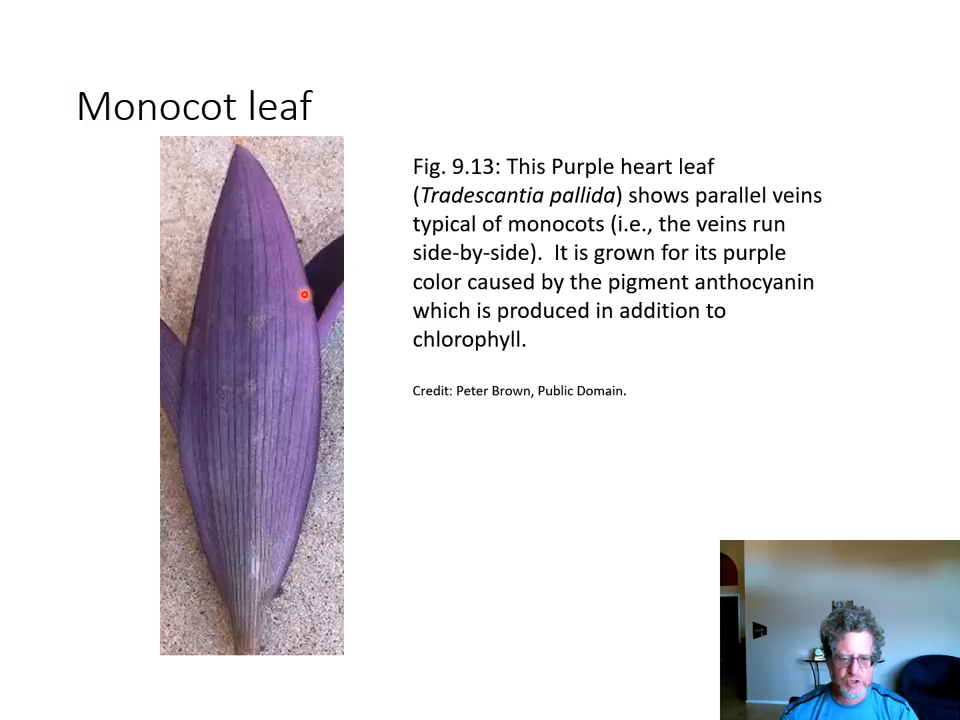 Monocot leaf
Fig. 9.13: This Purple heart leaf
(Tradescantia pallida) shows parallel veins
typical of monocots (i.e., the veins run
side-by-side).  It is grown for its purple
color caused by the pigment anthocyanin
which is produced in addition to
chlorophyll.
Credit: Peter Brown, Public Domain.